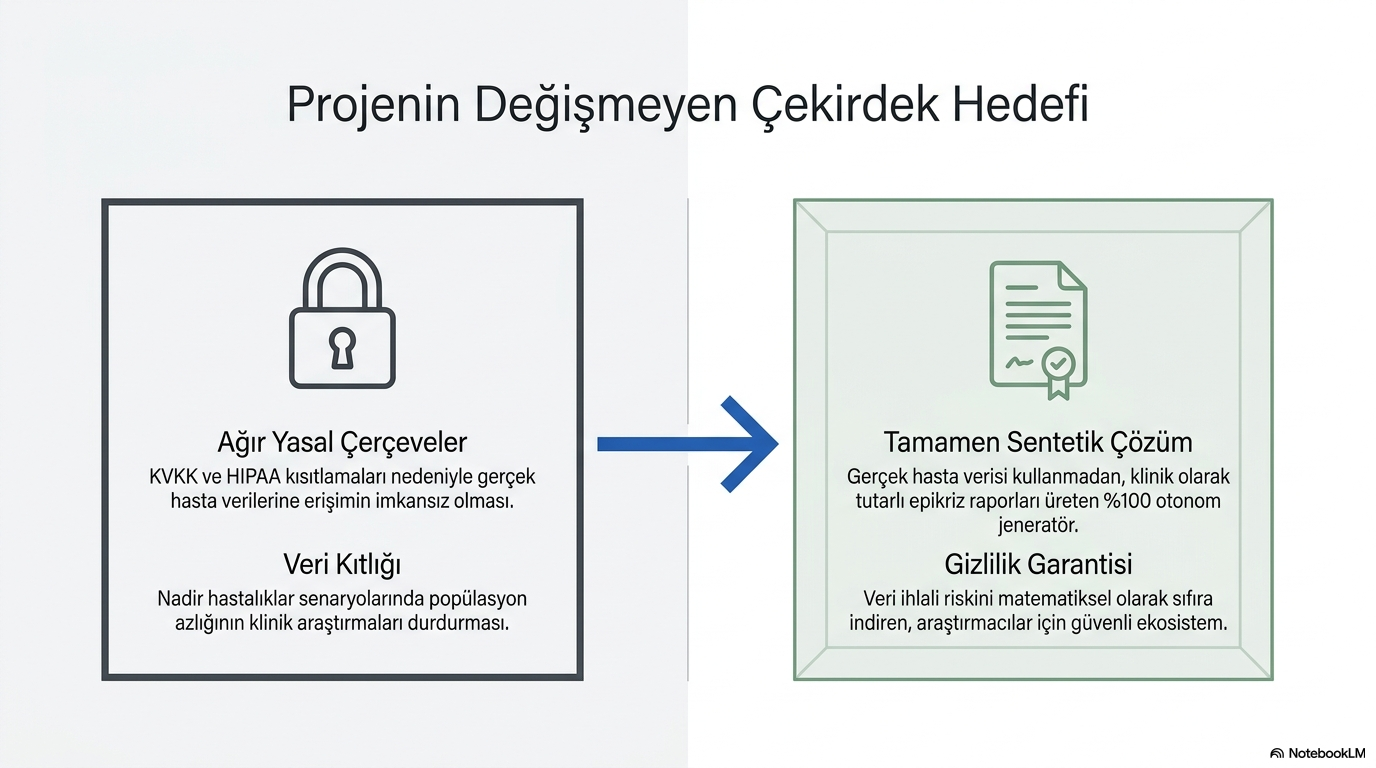 Projenin Değişmeyen Çekirdek Hedefi
Ağır Yasal Çerçeveler
KVKK ve HIPAA kısıtlamaları nedeniyle gerçek
hasta verilerine erişimin imkansız olması.
Veri Kıtlığı
Nadir hastalıklar senaryolarında popülasyon
azlığının klinik araştırmaları durdurması.
Tamamen Sentetik Çözüm
Gerçek hasta verisi kullanmadan, klinik olarak
tutarlı epikriz raporları üreten %100 otonom
jeneratör.
Gizlilik Garantisi
Veri ihlali riskini matematiksel olarak sıfıra
indiren, araştırmacılar için güvenli ekosistem.
NotebookLM